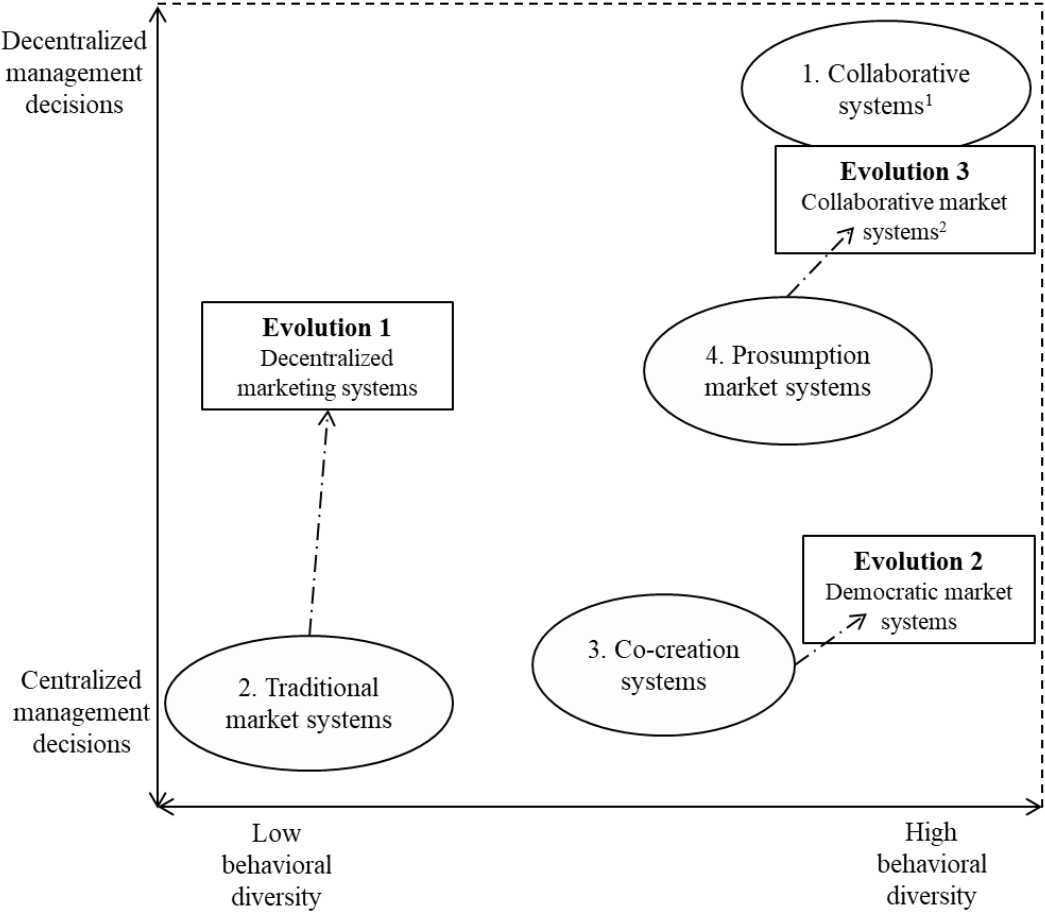 Decentralized
management
decisions
1. Collaborative
systems¹
Evolution 3
Collaborative market
systems²
Evolution 1
Decentralized
marketing systems
4. Prosumption
market systems
Evolution 2
Democratic market
systems
3. Co-creation
systems
Centralized
management
decisions
2. Traditional
market systems
Low
behavioral
diversity
High
behavioral
diversity